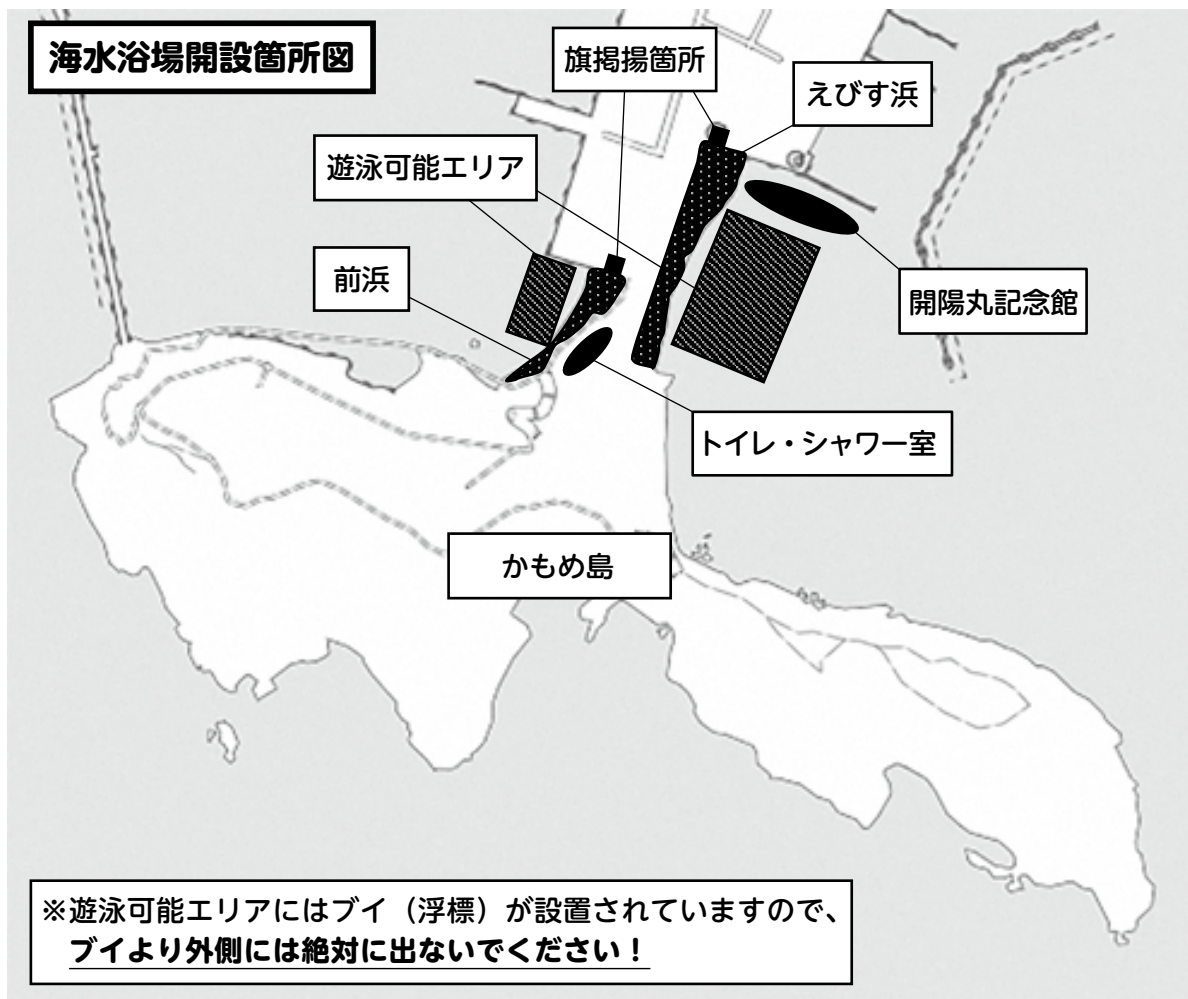 海水浴場開設箇所図
旗掲揚箇所
えびす浜
遊泳可能エリア
前浜
開陽丸記念館
トイレ・シャワー室
かもめ島
※遊泳可能エリアにはブイ（浮標）が設置されていますので、
ブイより外側には絶対に出ないでください！